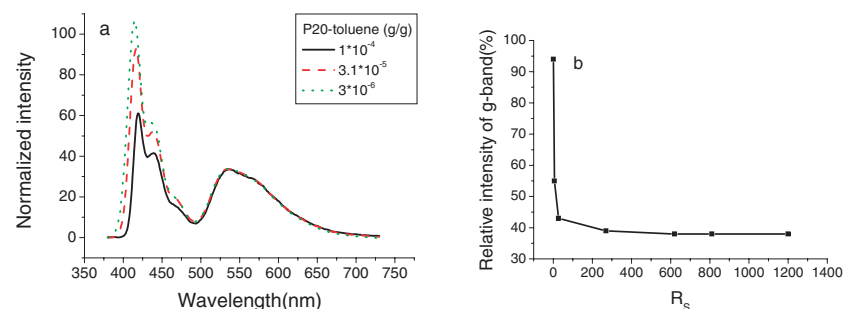 a
P20-toluene (g/g)
1*10⁻⁴
3.1*10⁻⁵
3*10⁻⁶
Normalized intensity
100
80
60
40
20
0
350 400 450 500 550 600 650 700 750
Wavelength(nm)
b
Relative intensity of g-band(%)
100
90
80
70
60
50
40
30
0 200 400 600 800 1000 1200 1400
Rₛ